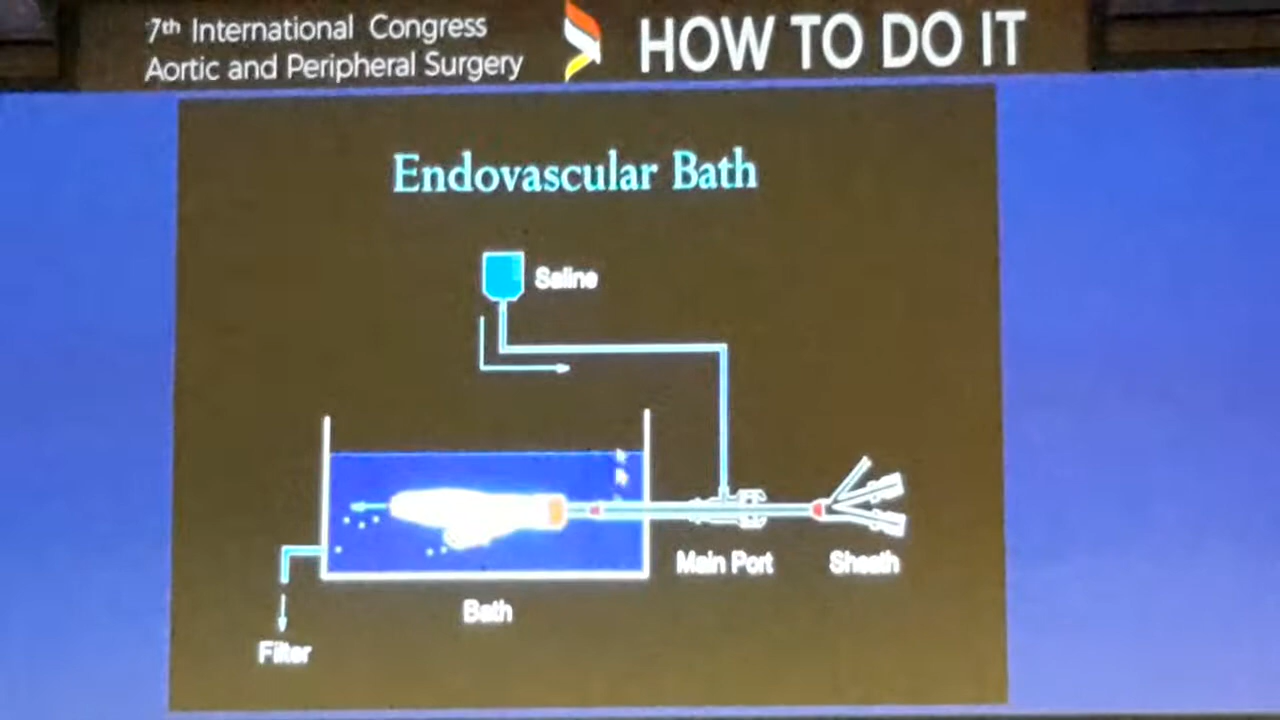 7th International Congress
Aortic and Peripheral Surgery
HOW TO DO IT
Endovascular Bath
Saline
Main Port
Sheath
Bath
Filter